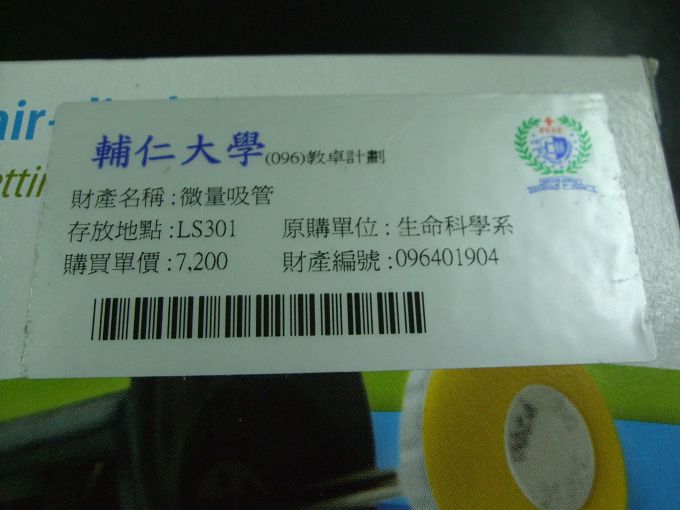 air-
輔仁大學(096)教卓計劃
財產名稱:微量吸管
存放地點:LS301 原購單位:生命科學系
購買單價:7,200 財產編號:096401904